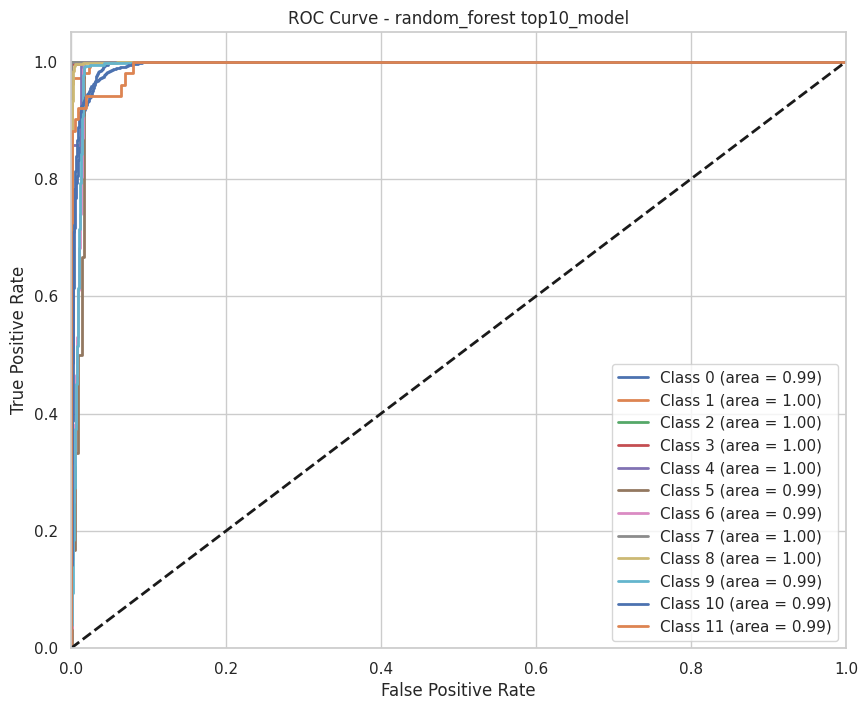 ROC Curve - random_forest top10_model
True Positive Rate
1.0
0.8
0.6
0.4
0.2
0.0
0.0 0.2 0.4 0.6 0.8 1.0
False Positive Rate
Class 0 (area = 0.99)
Class 1 (area = 1.00)
Class 2 (area = 1.00)
Class 3 (area = 1.00)
Class 4 (area = 1.00)
Class 5 (area = 0.99)
Class 6 (area = 0.99)
Class 7 (area = 1.00)
Class 8 (area = 1.00)
Class 9 (area = 0.99)
Class 10 (area = 0.99)
Class 11 (area = 0.99)